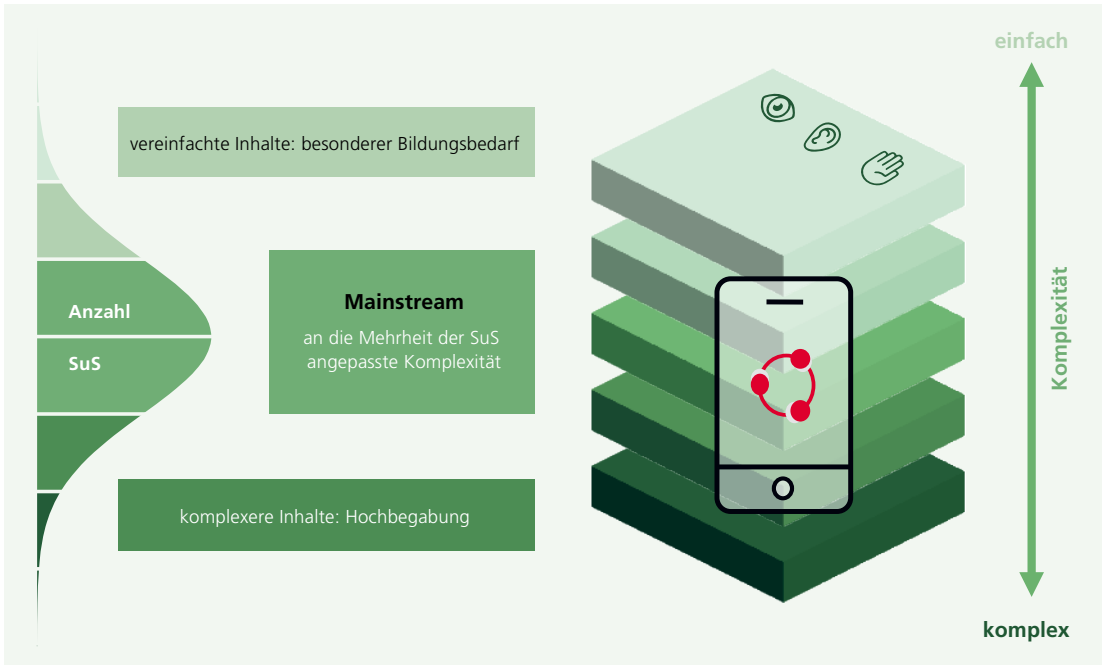 einfach
vereinfachte Inhalte: besonderer Bildungsbedarf
Anzahl
SuS
Mainstream
an die Mehrheit der SuS
angepasste Komplexität
komplexere Inhalte: Hochbegabung
Komplexität
komplex